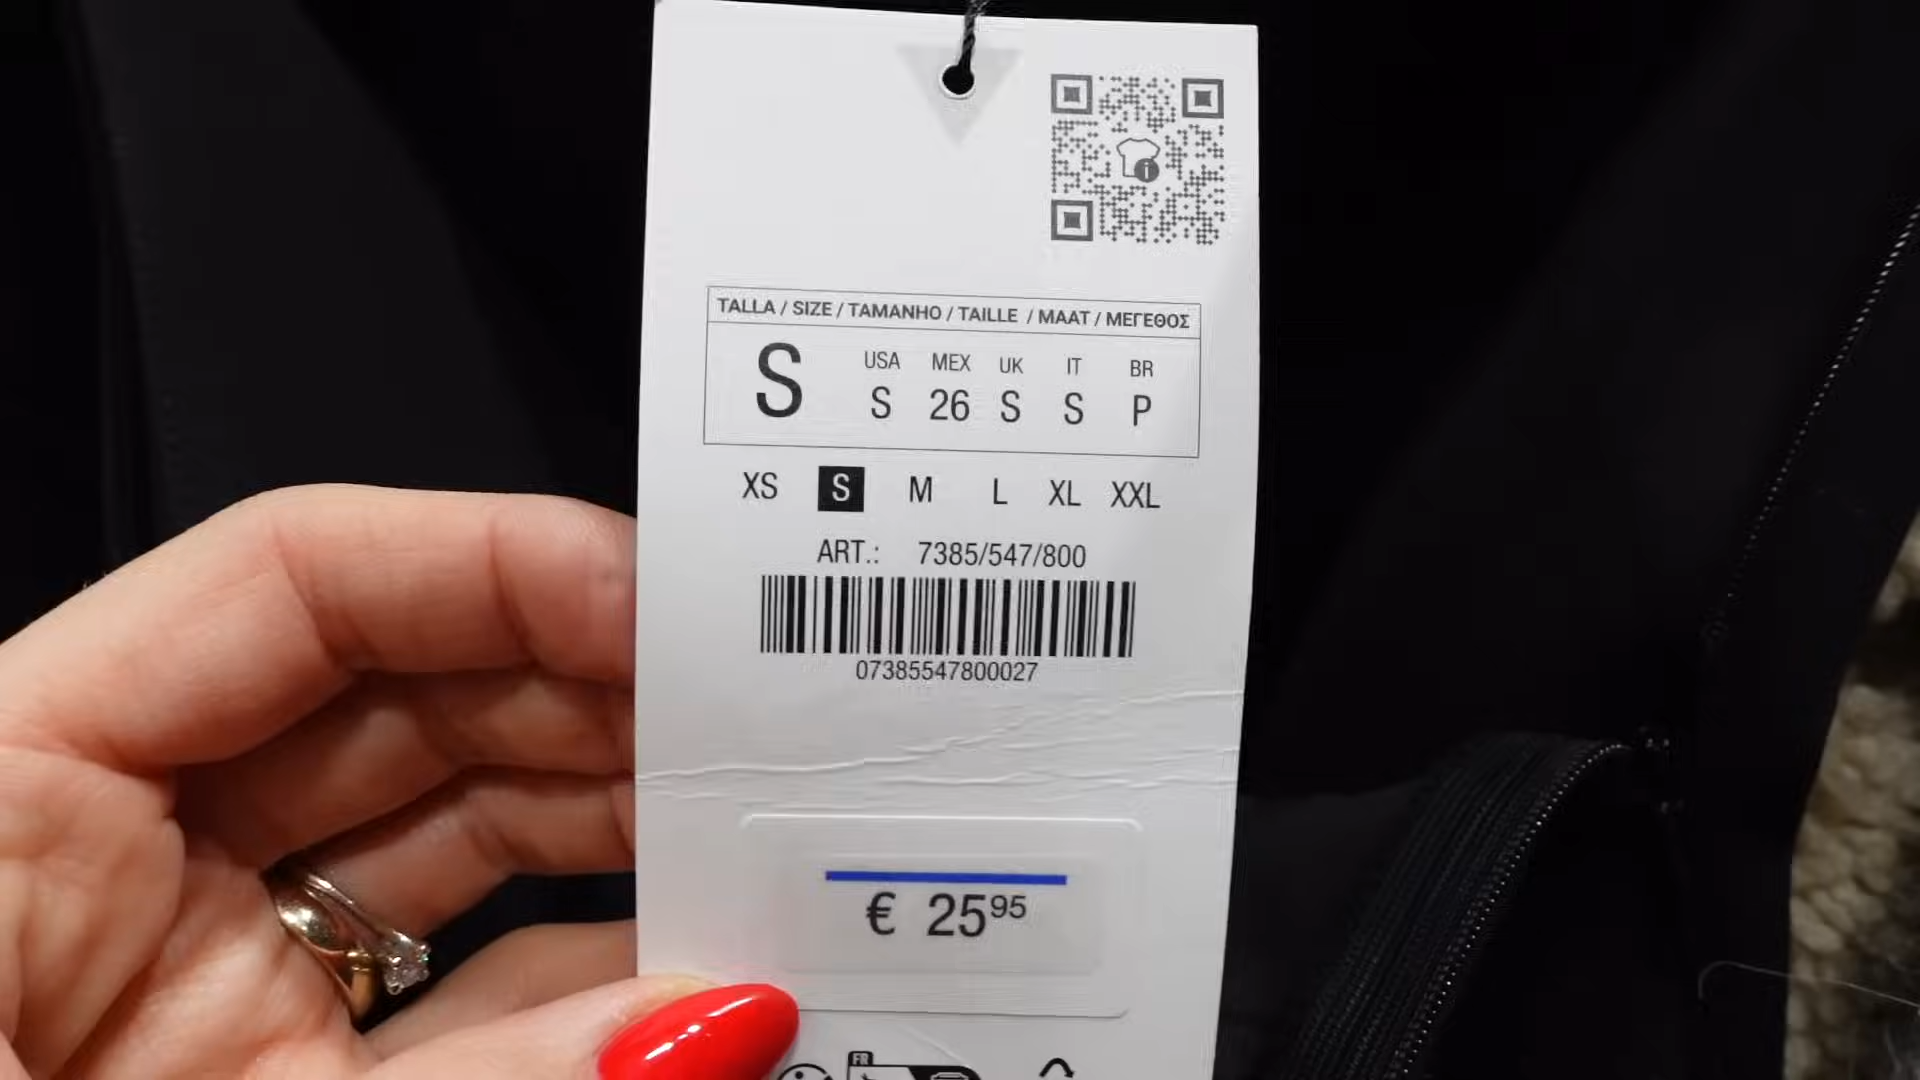 TALLA / SIZE / TAMANHO / TAILLE / MAAT / ΜΕΓΕΘΟΣ
S
USA MEX UK IT BR
S 26 S S P
XS S M L XL XXL
ART.: 7385/547/800
07385547800027
€ 25 95
FR